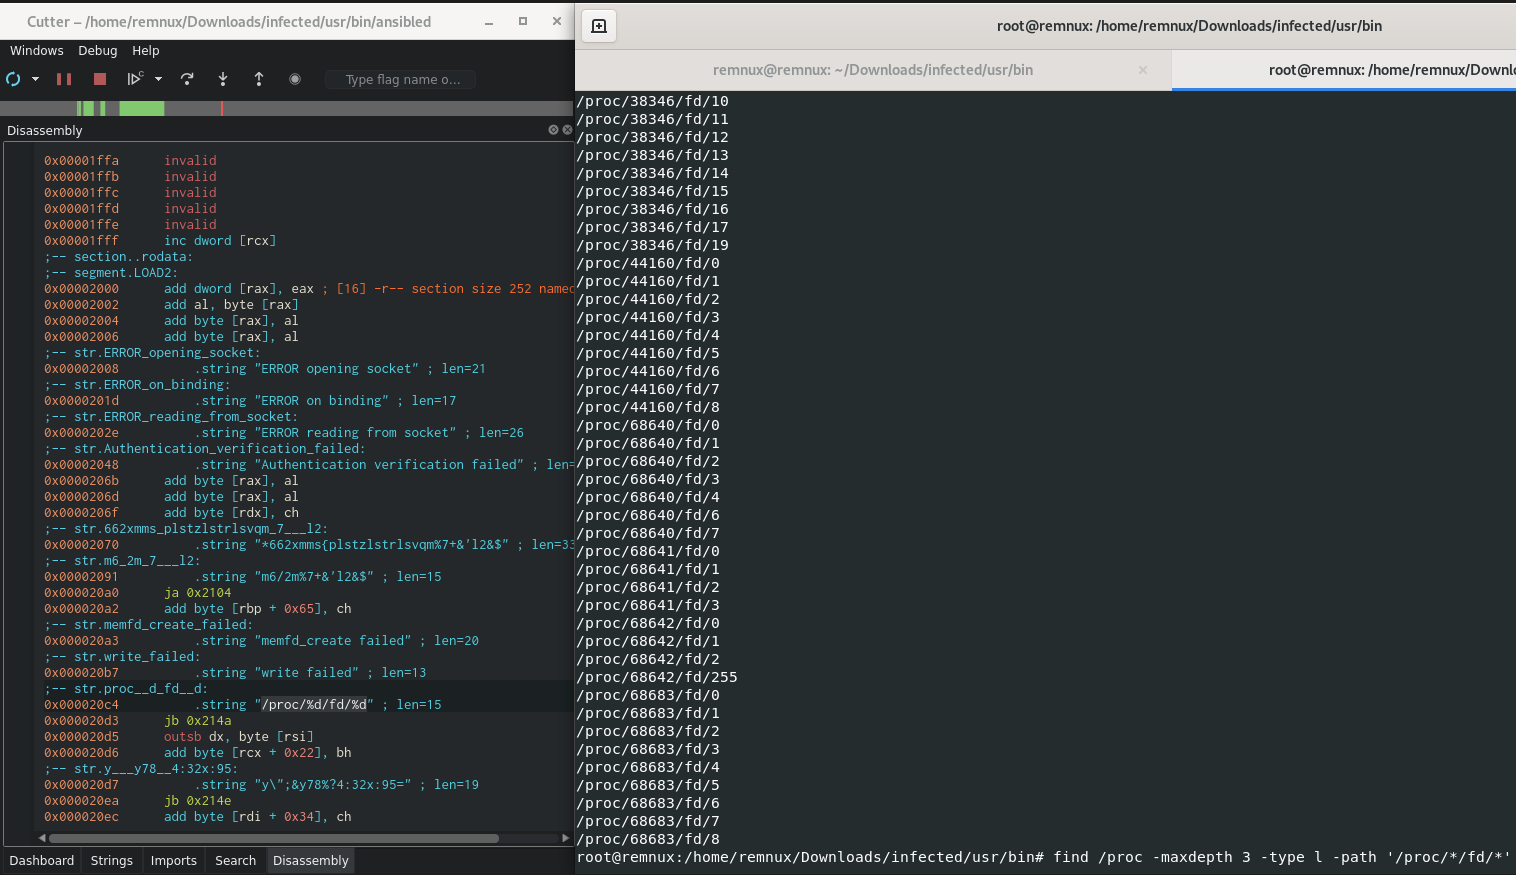 Cutter – /home/remnux/Downloads/infected/usr/bin/ansibled
Windows Debug Help
Type flag name o...
Disassembly
0x00001ffa invalid
0x00001ffb invalid
0x00001ffc invalid
0x00001ffd invalid
0x00001ffe invalid
0x00001fff inc dword [rcx]
;-- section..rodata:
;-- segment.LOAD2:
0x00002000 add dword [rax], eax ; [16] -r-- section size 252 named
0x00002002 add al, byte [rax]
0x00002004 add byte [rax], al
0x00002006 add byte [rax], al
;-- str.ERROR_opening_socket:
0x00002008 .string "ERROR opening socket" ; len=21
;-- str.ERROR_on_binding:
0x0000201d .string "ERROR on binding" ; len=17
;-- str.ERROR_reading_from_socket:
0x0000202e .string "ERROR reading from socket" ; len=26
;-- str.Authentication_verification_failed:
0x00002048 .string "Authentication verification failed" ; len=
0x0000206b add byte [rax], al
0x0000206d add byte [rax], al
0x0000206f add byte [rdx], ch
;-- str.662xmms_plstzlstrlsvqm_7___l2:
0x00002070 .string "*662xmms{plstzlstrlsvqm%7+&'l2&$" ; len=33
;-- str.m6_2m_7___l2:
0x00002091 .string "m6/2m%7+&'l2&$" ; len=15
0x000020a0 ja 0x2104
0x000020a2 add byte [rbp + 0x65], ch
;-- str.memfd_create_failed:
0x000020a3 .string "memfd_create failed" ; len=20
;-- str.write_failed:
0x000020b7 .string "write failed" ; len=13
;-- str.proc__d_fd__d:
0x000020c4 .string "/proc/%d/fd/%d" ; len=15
0x000020d3 jb 0x214a
0x000020d5 outsb dx, byte [rsi]
0x000020d6 add byte [rcx + 0x22], bh
;-- str.y___y78__4:32x:95:
0x000020d7 .string "y\";&y78%?4:32x:95=" ; len=19
0x000020ea jb 0x214e
0x000020ec add byte [rdi + 0x34], ch
Dashboard Strings Imports Search Disassembly
root@remnux: /home/remnux/Downloads/infected/usr/bin
remnux@remnux: ~/Downloads/infected/usr/bin
root@remnux: /home/remnux/Downlo
/proc/38346/fd/10
/proc/38346/fd/11
/proc/38346/fd/12
/proc/38346/fd/13
/proc/38346/fd/14
/proc/38346/fd/15
/proc/38346/fd/16
/proc/38346/fd/17
/proc/38346/fd/19
/proc/44160/fd/0
/proc/44160/fd/1
/proc/44160/fd/2
/proc/44160/fd/3
/proc/44160/fd/4
/proc/44160/fd/5
/proc/44160/fd/6
/proc/44160/fd/7
/proc/44160/fd/8
/proc/68640/fd/0
/proc/68640/fd/1
/proc/68640/fd/2
/proc/68640/fd/3
/proc/68640/fd/4
/proc/68640/fd/6
/proc/68640/fd/7
/proc/68641/fd/0
/proc/68641/fd/1
/proc/68641/fd/2
/proc/68641/fd/3
/proc/68642/fd/0
/proc/68642/fd/1
/proc/68642/fd/2
/proc/68642/fd/255
/proc/68683/fd/0
/proc/68683/fd/1
/proc/68683/fd/2
/proc/68683/fd/3
/proc/68683/fd/4
/proc/68683/fd/5
/proc/68683/fd/6
/proc/68683/fd/7
/proc/68683/fd/8
root@remnux:/home/remnux/Downloads/infected/usr/bin# find /proc -maxdepth 3 -type l -path '/proc/*/fd/*'